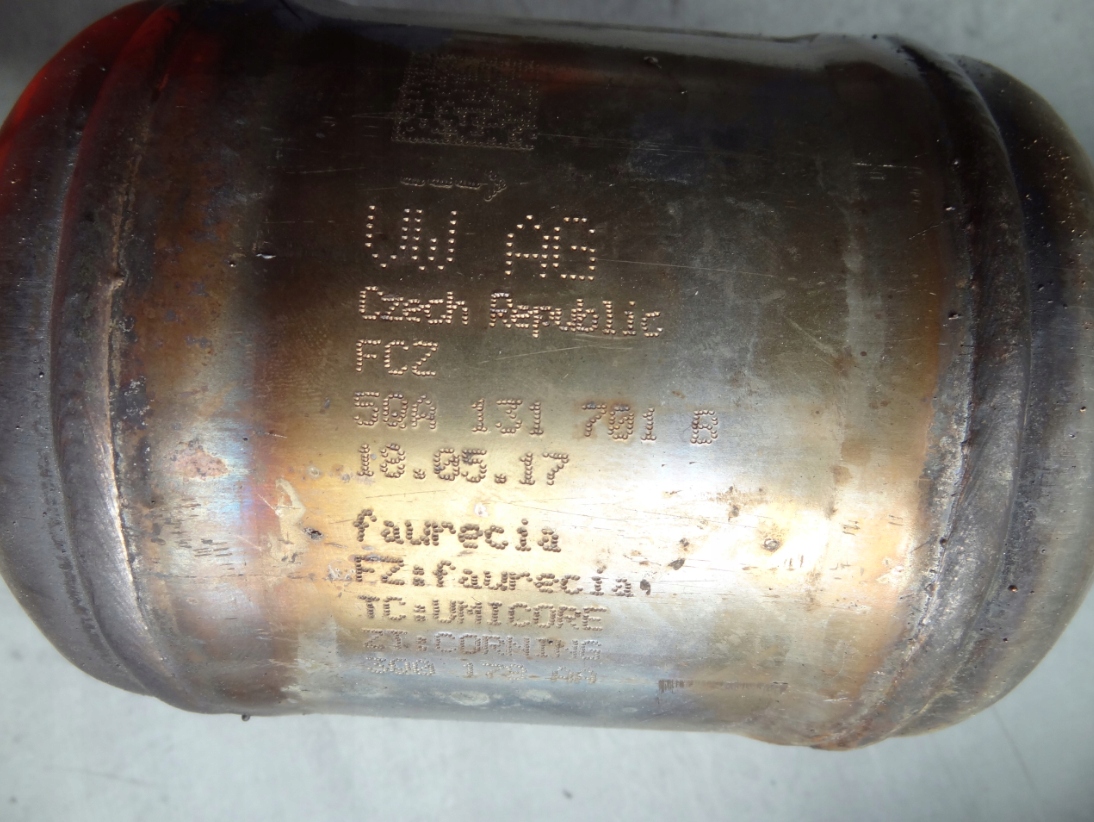 VW AG
Czech Republic
FCZ
5QA 131 701 B
18.05.17
faurecia
FZ:faurecia,
TC:UMICORE
ZT:CORNING